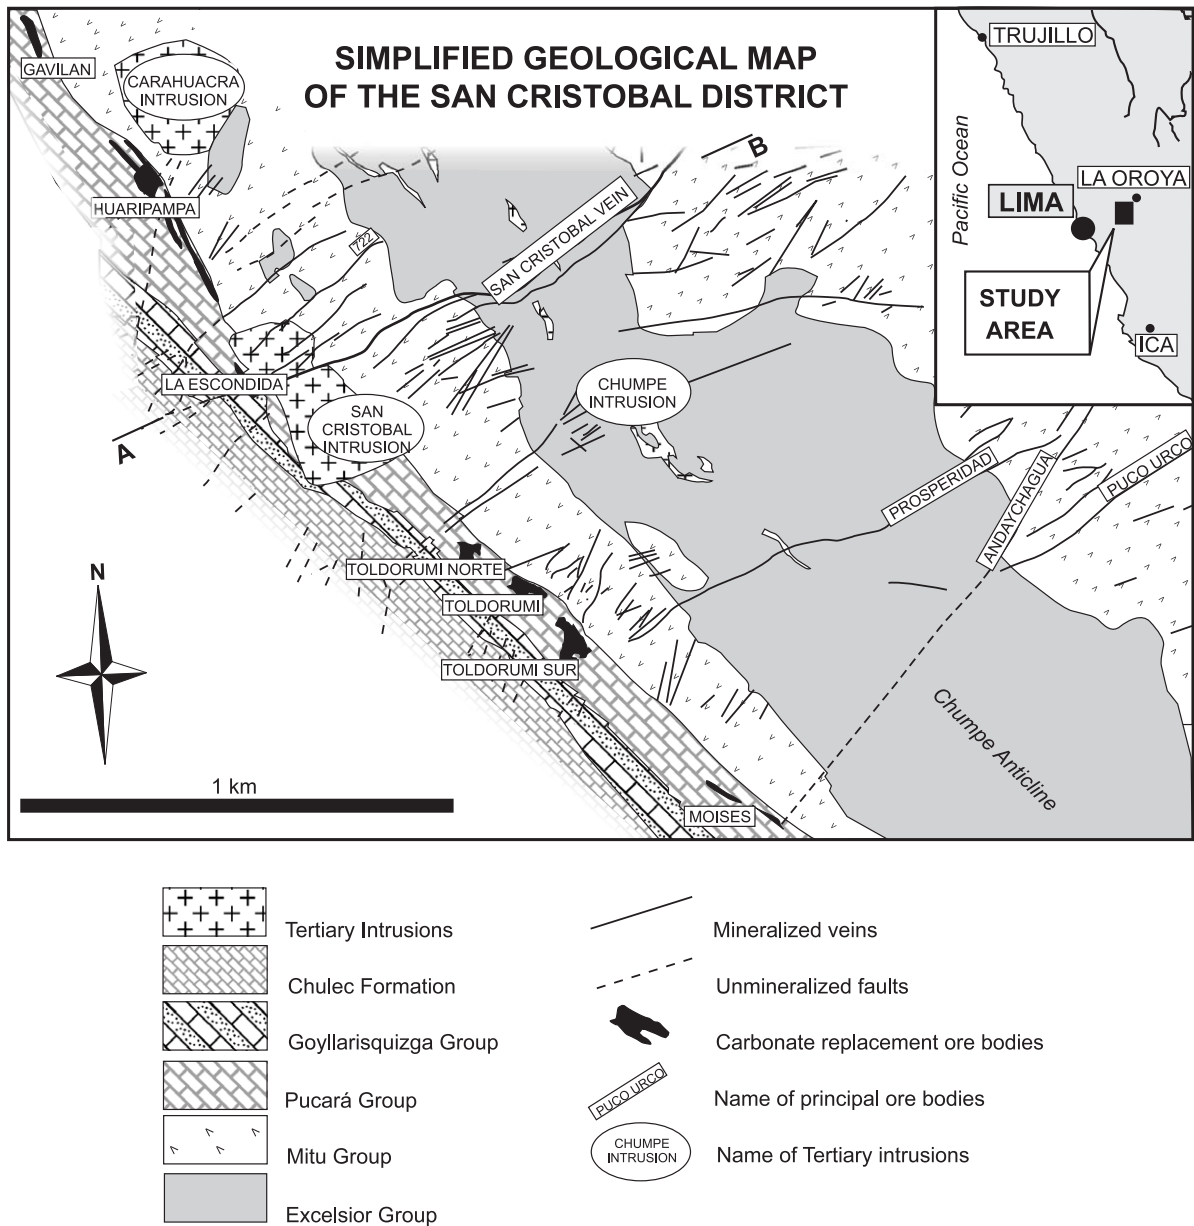 SIMPLIFIED GEOLOGICAL MAP
OF THE SAN CRISTOBAL DISTRICT
GAVILAN
CARAHUACRA
INTRUSION
HUARIPAMPA
722
SAN CRISTOBAL VEIN
B
TRUJILLO
Pacific Ocean
LA OROYA
LIMA
STUDY
AREA
ICA
LA ESCONDIDA
A
SAN
CRISTOBAL
INTRUSION
CHUMPE
INTRUSION
PROSPERIDAD
ANDAYCHAGUA
PUCO URCO
N
TOLDORUMI NORTE
TOLDORUMI
TOLDORUMI SUR
Chumpe Anticline
1 km
MOISES
Tertiary Intrusions
Chulec Formation
Goyllarisquizga Group
Pucará Group
Mitu Group
Excelsior Group
Mineralized veins
Unmineralized faults
Carbonate replacement ore bodies
PUCO URCO
Name of principal ore bodies
CHUMPE
INTRUSION
Name of Tertiary intrusions